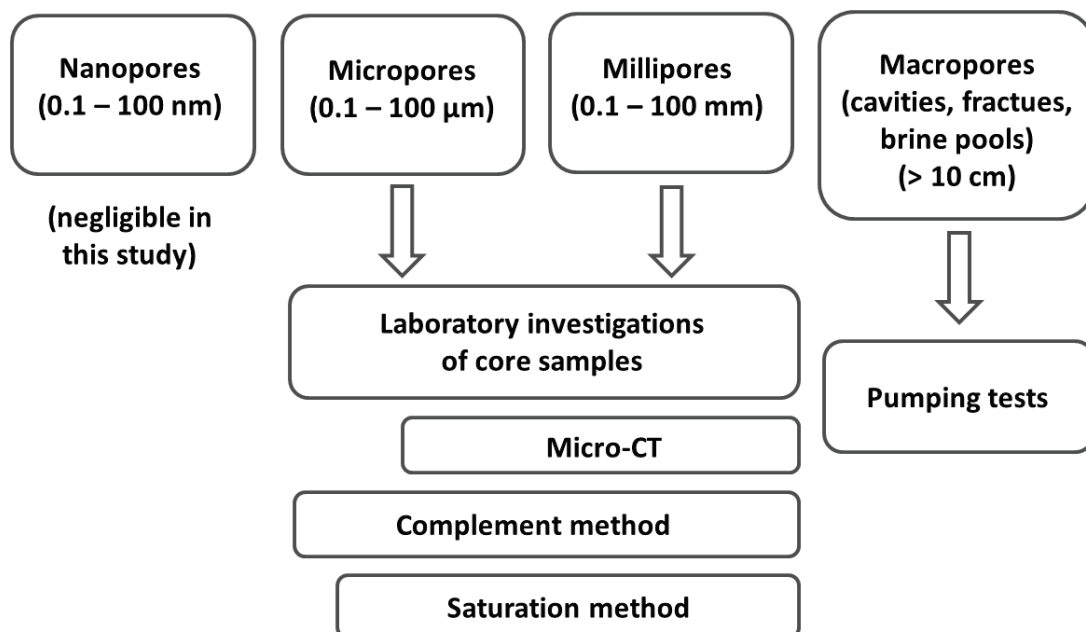 Nanopores
(0.1 – 100 nm)
Micropores
(0.1 – 100 µm)
Millipores
(0.1 – 100 mm)
Macropores
(cavities, fractues,
brine pools)
(> 10 cm)
(negligible in
this study)
Laboratory investigations
of core samples
Pumping tests
Micro-CT
Complement method
Saturation method